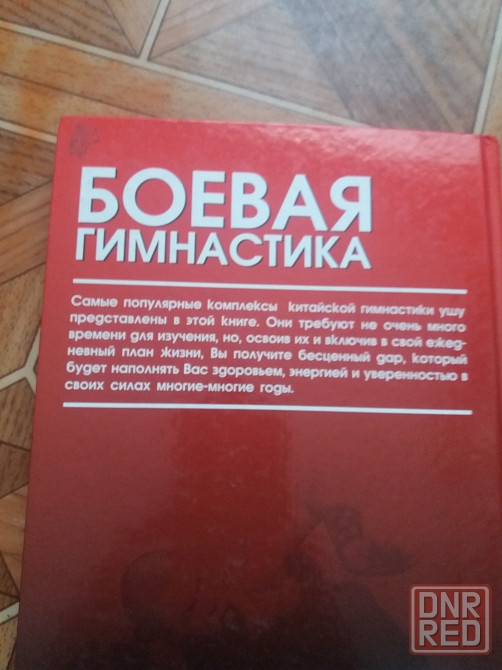 БОЕВАЯ
ГИМНАСТИКА
Самые популярные комплексы китайской гимнастики ушу
представлены в этой книге. Они требуют не очень много
времени для изучения, но, освоив их и включив в свой ежед-
невный план жизни, Вы получите бесценный дар, который
будет наполнять Вас здоровьем, энергией и уверенностью в
своих силах многие-многие годы.
DNR
RED